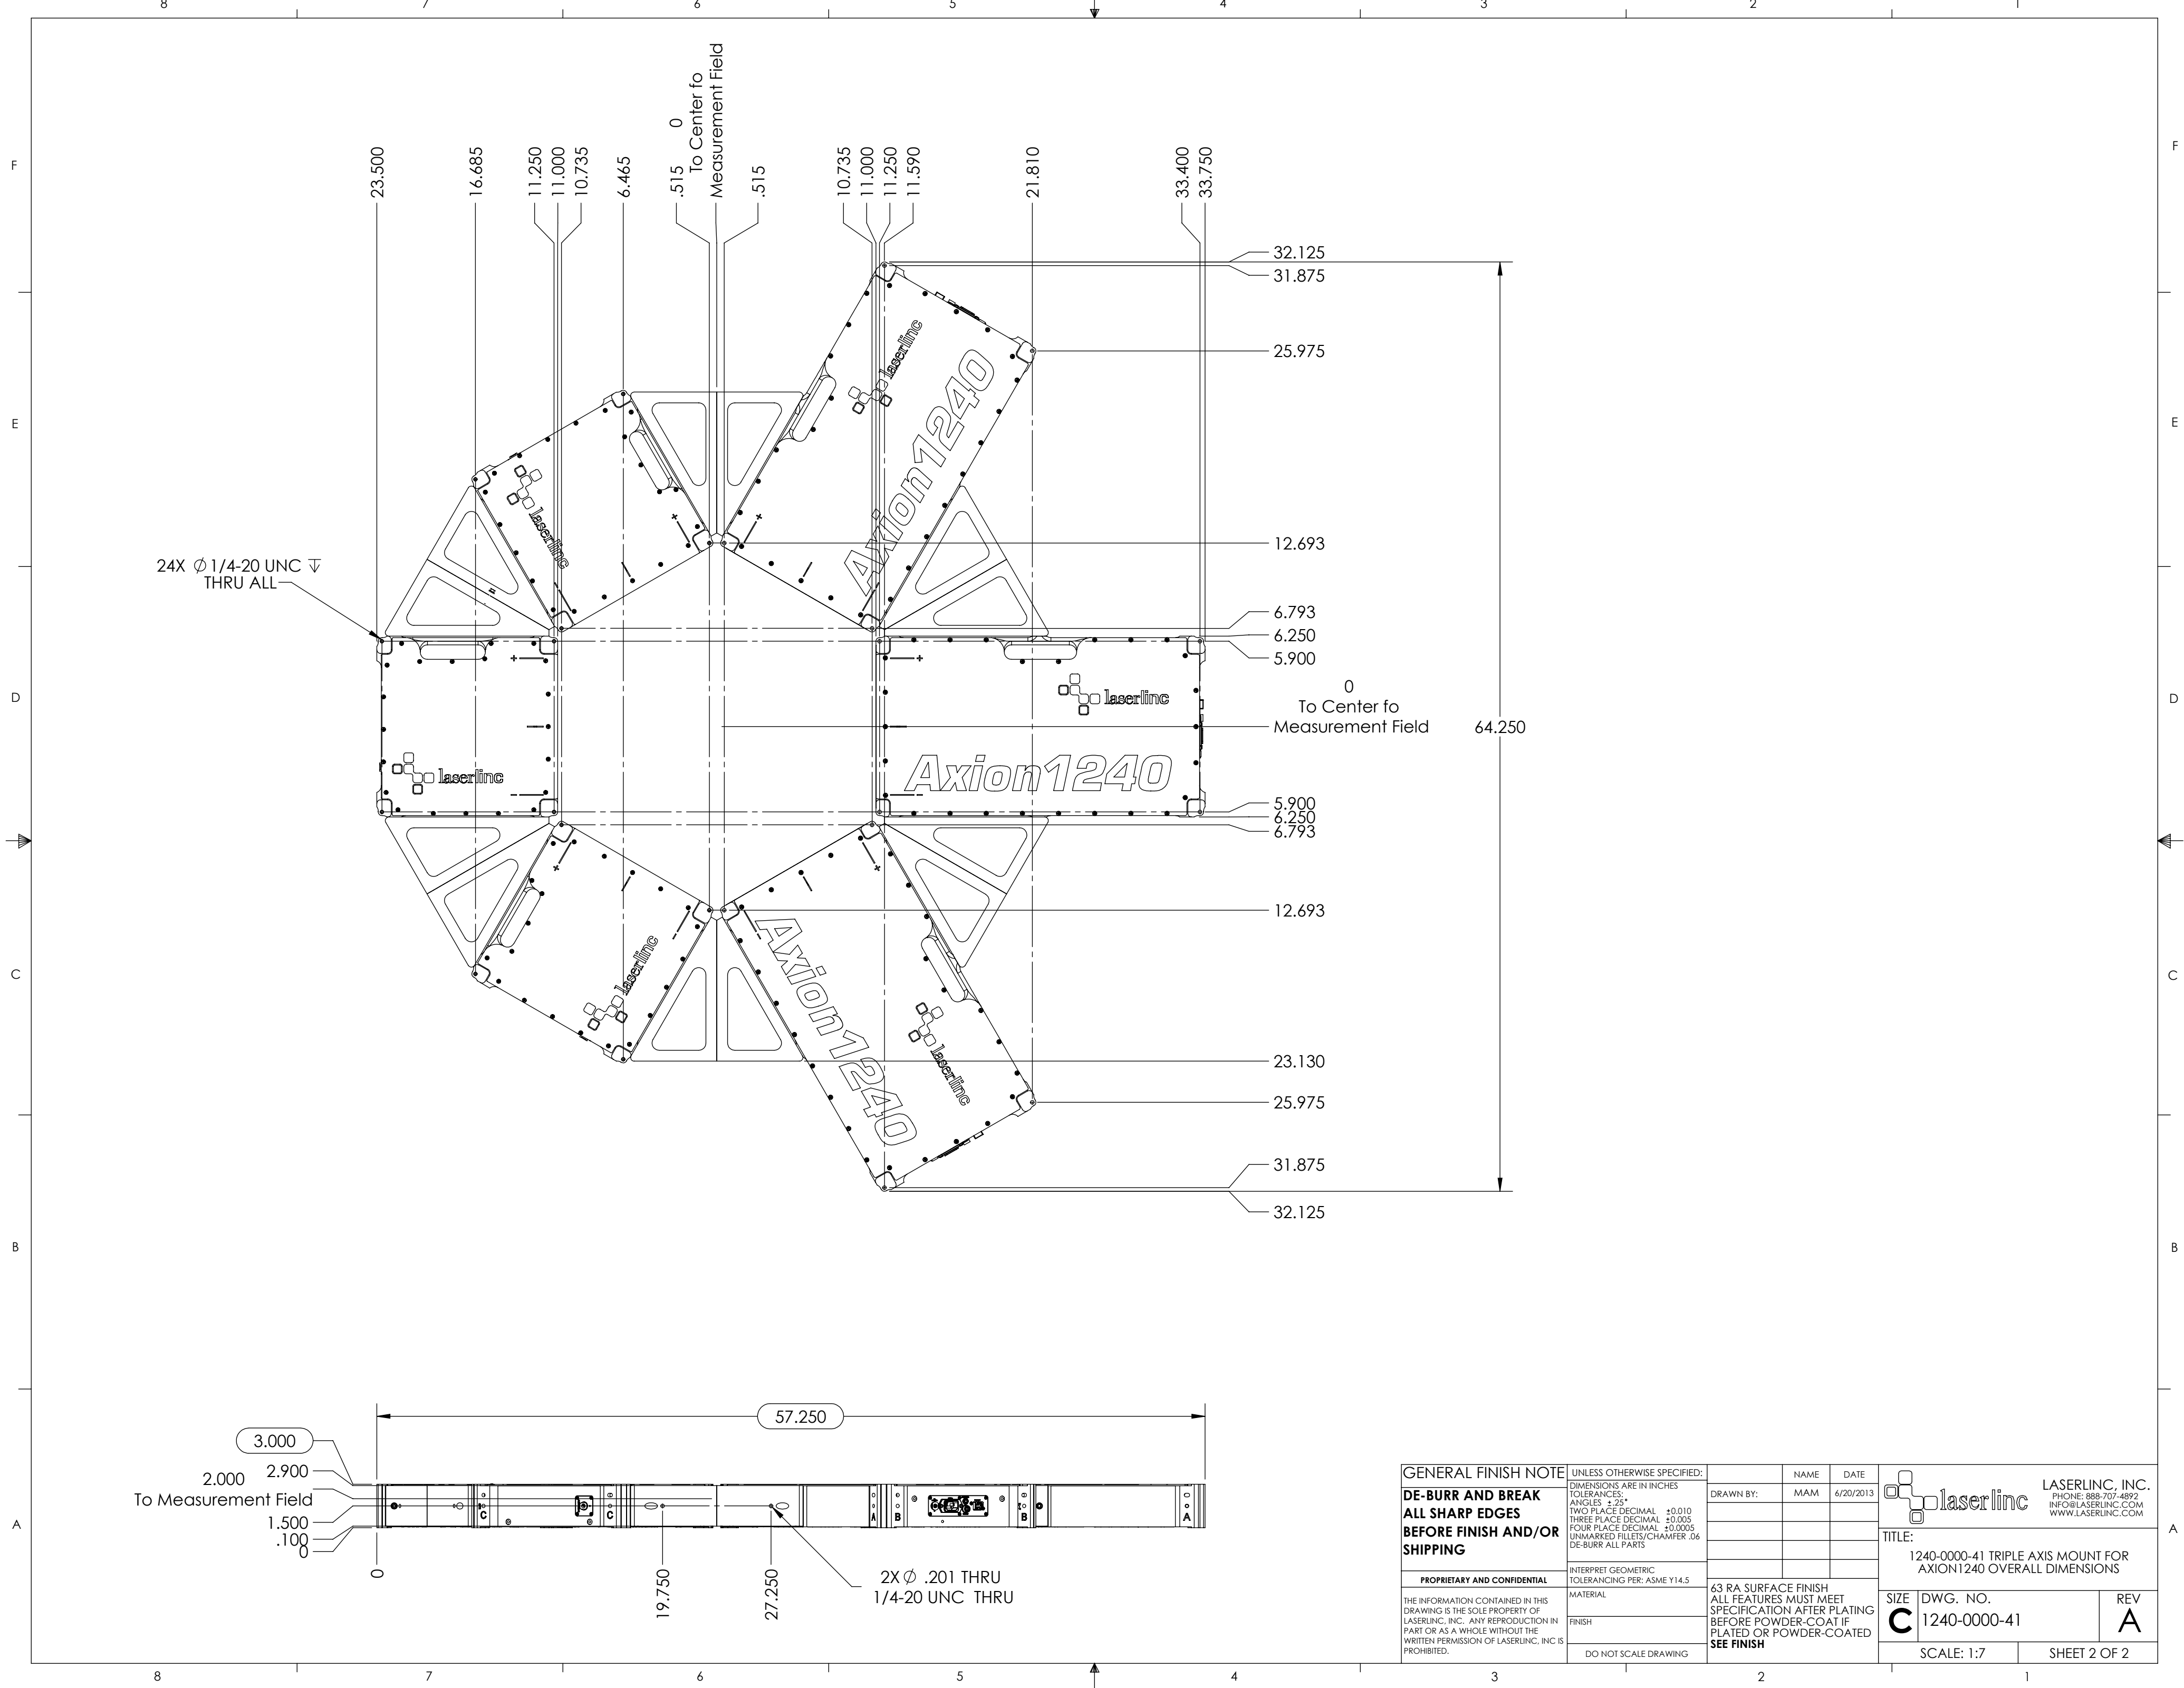 8 7 6 5 4 3 2 1
F
E
D
C
B
A
F
E
D
C
B
A
0
To Center fo
Measurement Field
23.500
16.685
11.250
11.000
10.735
6.465
.515
.515
10.735
11.000
11.250
11.590
21.810
33.400
33.750
32.125
31.875
25.975
12.693
6.793
6.250
5.900
0
To Center fo
Measurement Field
64.250
5.900
6.250
6.793
12.693
23.130
25.975
31.875
32.125
24X ∅ 1/4-20 UNC ↧
THRU ALL
laserlinc
Axion1240
laserlinc
laserlinc
laserlinc
Axion1240
laserlinc
Axion1240
laserlinc
57.250
3.000
2.900
2.000
To Measurement Field
1.500
.100
0
0
19.750
27.250
2X ∅ .201 THRU
1/4-20 UNC THRU
C
C
A
B
B
A
GENERAL FINISH NOTE
DE-BURR AND BREAK
ALL SHARP EDGES
BEFORE FINISH AND/OR
SHIPPING
PROPRIETARY AND CONFIDENTIAL
THE INFORMATION CONTAINED IN THIS
DRAWING IS THE SOLE PROPERTY OF
LASERLINC, INC. ANY REPRODUCTION IN
PART OR AS A WHOLE WITHOUT THE
WRITTEN PERMISSION OF LASERLINC, INC IS
PROHIBITED.
UNLESS OTHERWISE SPECIFIED:
DIMENSIONS ARE IN INCHES
TOLERANCES:
ANGLES ±.25°
TWO PLACE DECIMAL ±0.010
THREE PLACE DECIMAL ±0.005
FOUR PLACE DECIMAL ±0.0005
UNMARKED FILLETS/CHAMFER .06
DE-BURR ALL PARTS
INTERPRET GEOMETRIC
TOLERANCING PER: ASME Y14.5
MATERIAL
FINISH
DO NOT SCALE DRAWING
NAME DATE
DRAWN BY: MAM 6/20/2013
63 RA SURFACE FINISH
ALL FEATURES MUST MEET
SPECIFICATION AFTER PLATING
BEFORE POWDER-COAT IF
PLATED OR POWDER-COATED
SEE FINISH
laserlinc
LASERLINC, INC.
PHONE: 888-707-4892
INFO@LASERLINC.COM
WWW.LASERLINC.COM
TITLE:
1240-0000-41 TRIPLE AXIS MOUNT FOR
AXION1240 OVERALL DIMENSIONS
SIZE DWG. NO. REV
C 1240-0000-41 A
SCALE: 1:7 SHEET 2 OF 2
8 7 6 5 4 3 2 1